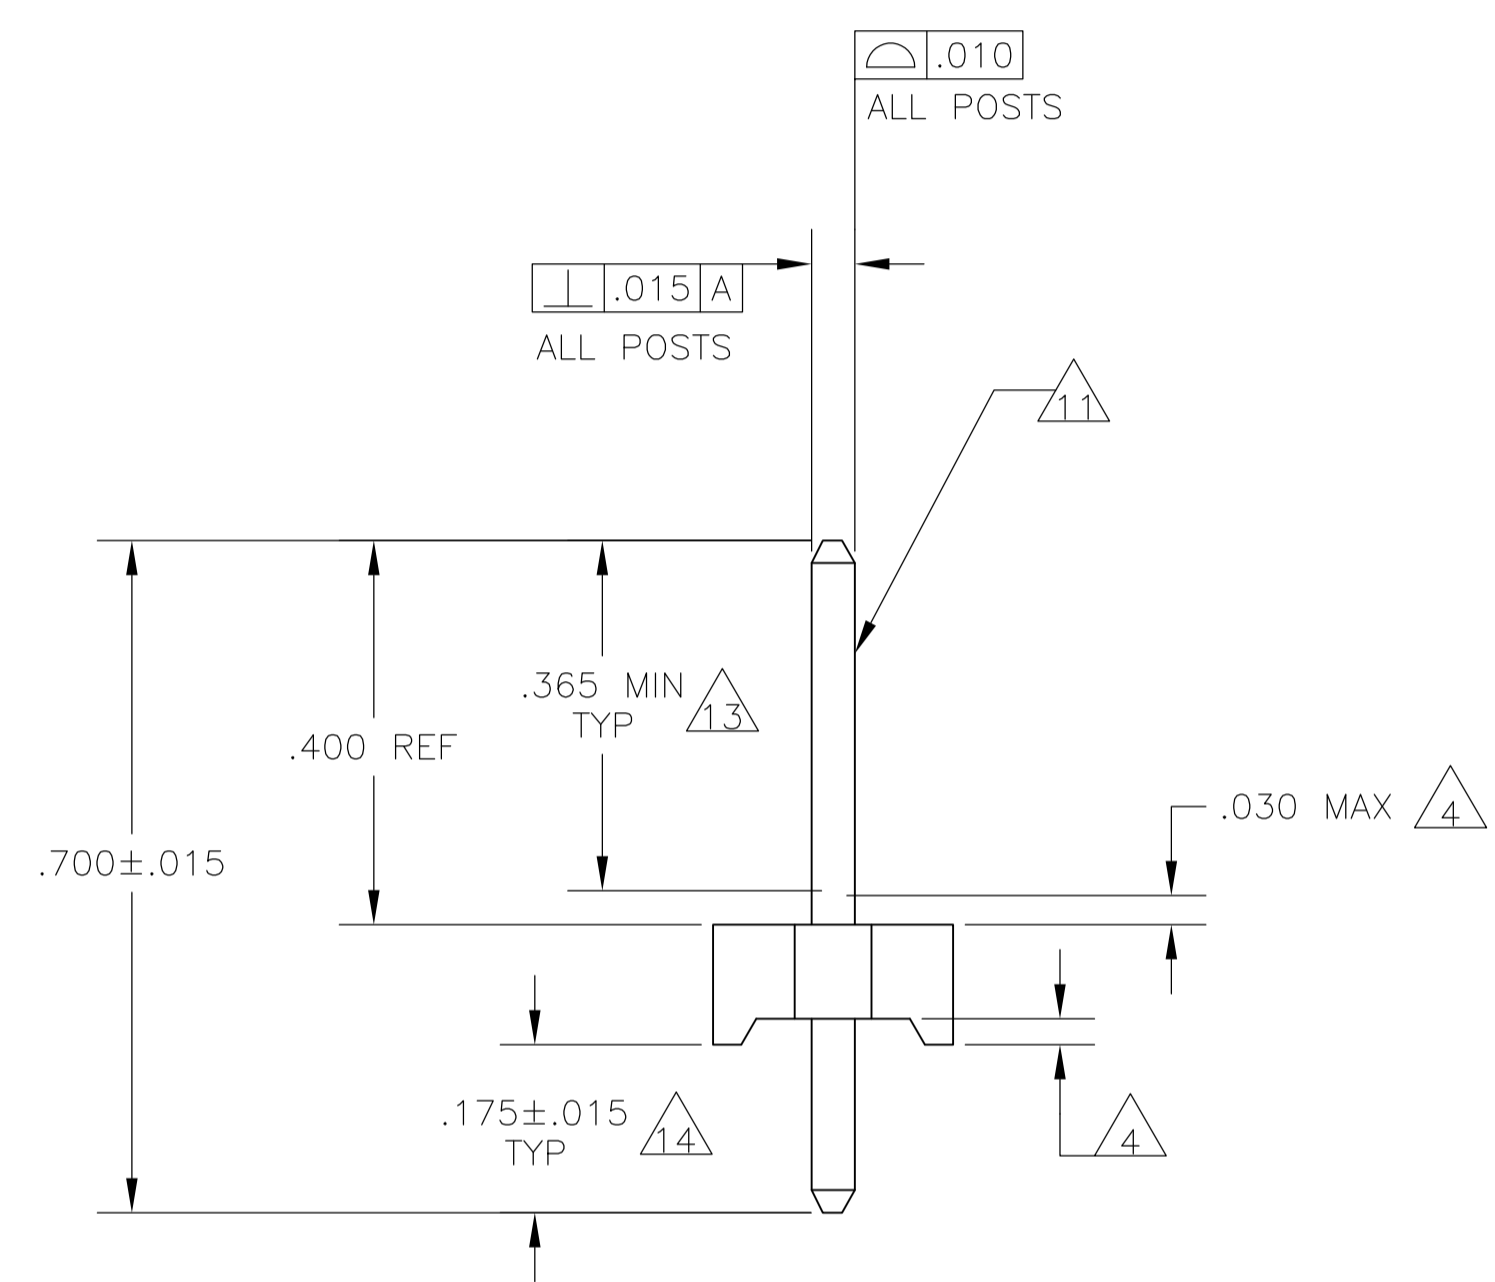 .010
ALL POSTS
.015 A
ALL POSTS
11
.365 MIN
TYP
13
.400 REF
.030 MAX
4
.700±.015
.175±.015
TYP
14
4